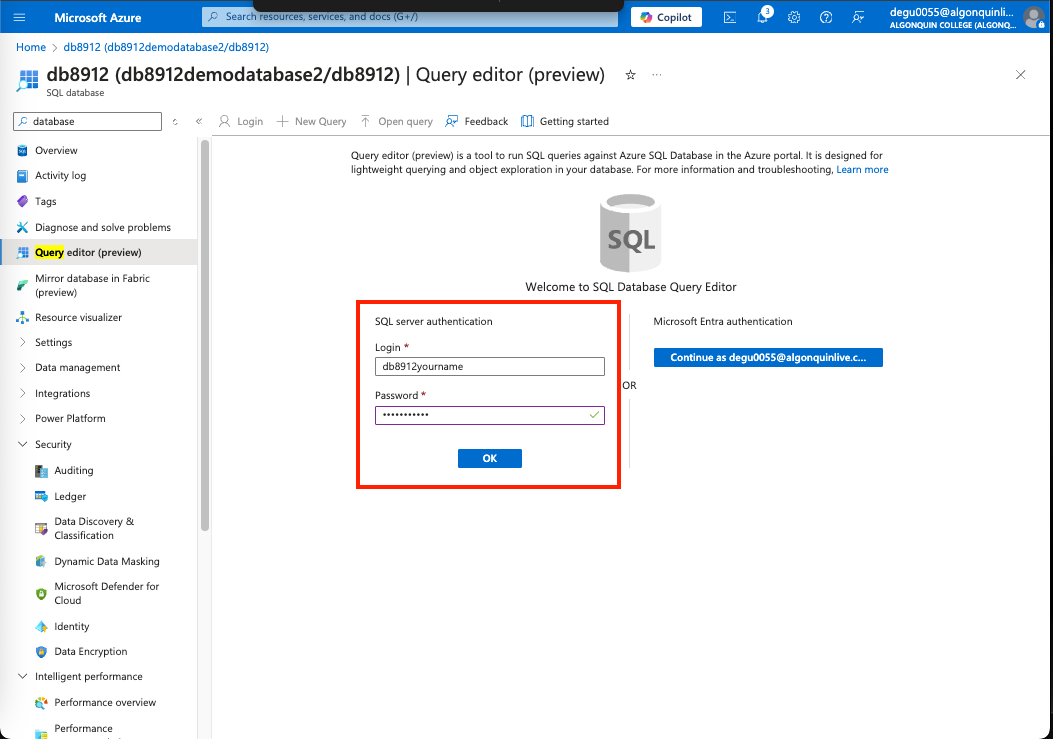 Microsoft Azure
Search resources, services, and docs (G+/)
Copilot
3
degu0055@algonquinli...
ALGONQUIN COLLEGE (ALGONQ...
Home > db8912 (db8912demodatabase2/db8912)
db8912 (db8912demodatabase2/db8912) | Query editor (preview)
SQL database
database
Login
New Query
Open query
Feedback
Getting started
Overview
Activity log
Tags
Diagnose and solve problems
Query editor (preview)
Mirror database in Fabric
(preview)
Resource visualizer
Settings
Data management
Integrations
Power Platform
Security
Auditing
Ledger
Data Discovery &
Classification
Dynamic Data Masking
Microsoft Defender for
Cloud
Identity
Data Encryption
Intelligent performance
Performance overview
Performance
Query editor (preview) is a tool to run SQL queries against Azure SQL Database in the Azure portal. It is designed for
lightweight querying and object exploration in your database. For more information and troubleshooting, Learn more
SQL
Welcome to SQL Database Query Editor
SQL server authentication
Login *
db8912yourname
Password *
•••••••••••
OK
OR
Microsoft Entra authentication
Continue as degu0055@algonquinlive.c...